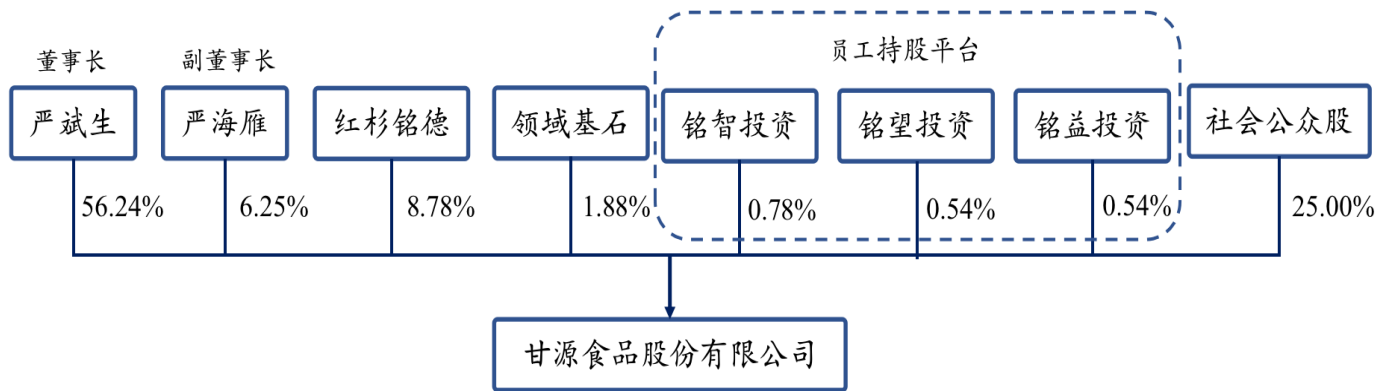 员工持股平台
董事长
副董事长
严斌生
严海雁
红杉铭德
领域基石
铭智投资
铭望投资
铭益投资
社会公众股
56.24%
6.25%
8.78%
1.88%
0.78%
0.54%
0.54%
25.00%
甘源食品股份有限公司